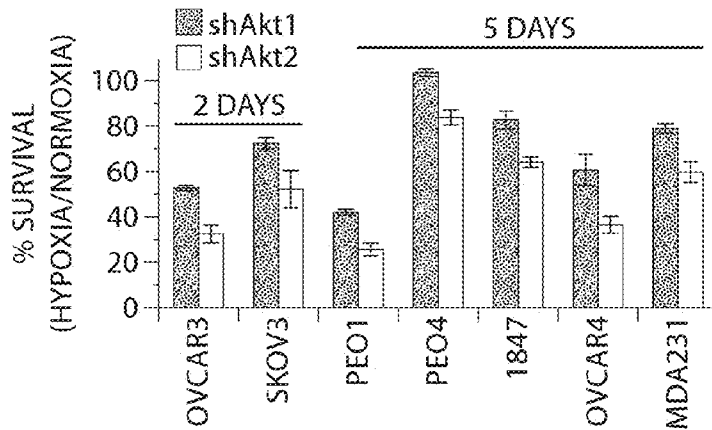 shAkt1
shAkt2
5 DAYS
2 DAYS
% SURVIVAL
(HYPOXIA/NORMOXIA)
100
80
60
40
20
0
OVCAR3
SKOV3
PEO1
PEO4
1847
OVCAR4
MDA231